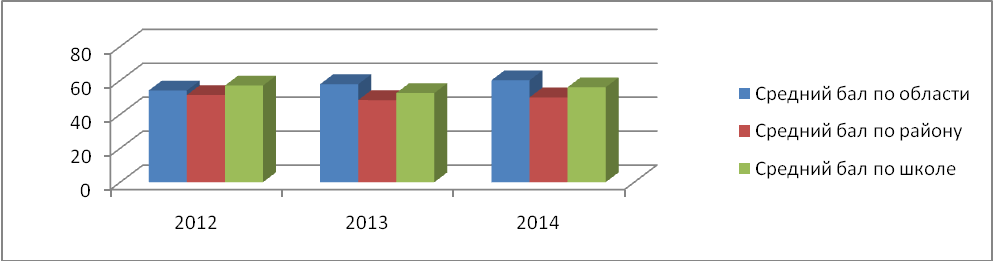 80
60
40
20
0
2012 2013 2014
Средний бал по области
Средний бал по району
Средний бал по школе